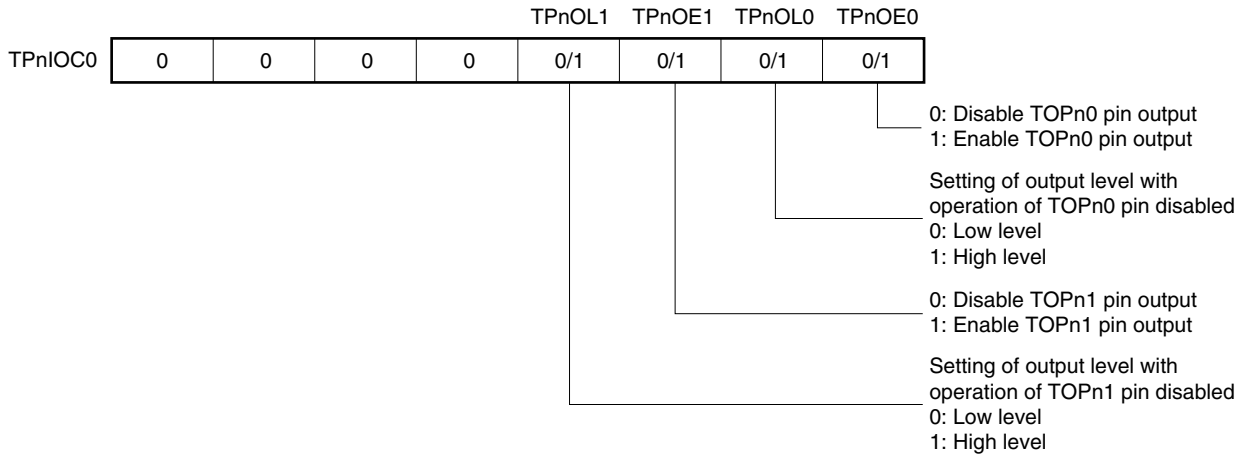 TPnOL1 TPnOE1 TPnOL0 TPnOE0
TPnIOC0 0 0 0 0 0/1 0/1 0/1 0/1
0: Disable TOPn0 pin output
1: Enable TOPn0 pin output
Setting of output level with
operation of TOPn0 pin disabled
0: Low level
1: High level
0: Disable TOPn1 pin output
1: Enable TOPn1 pin output
Setting of output level with
operation of TOPn1 pin disabled
0: Low level
1: High level